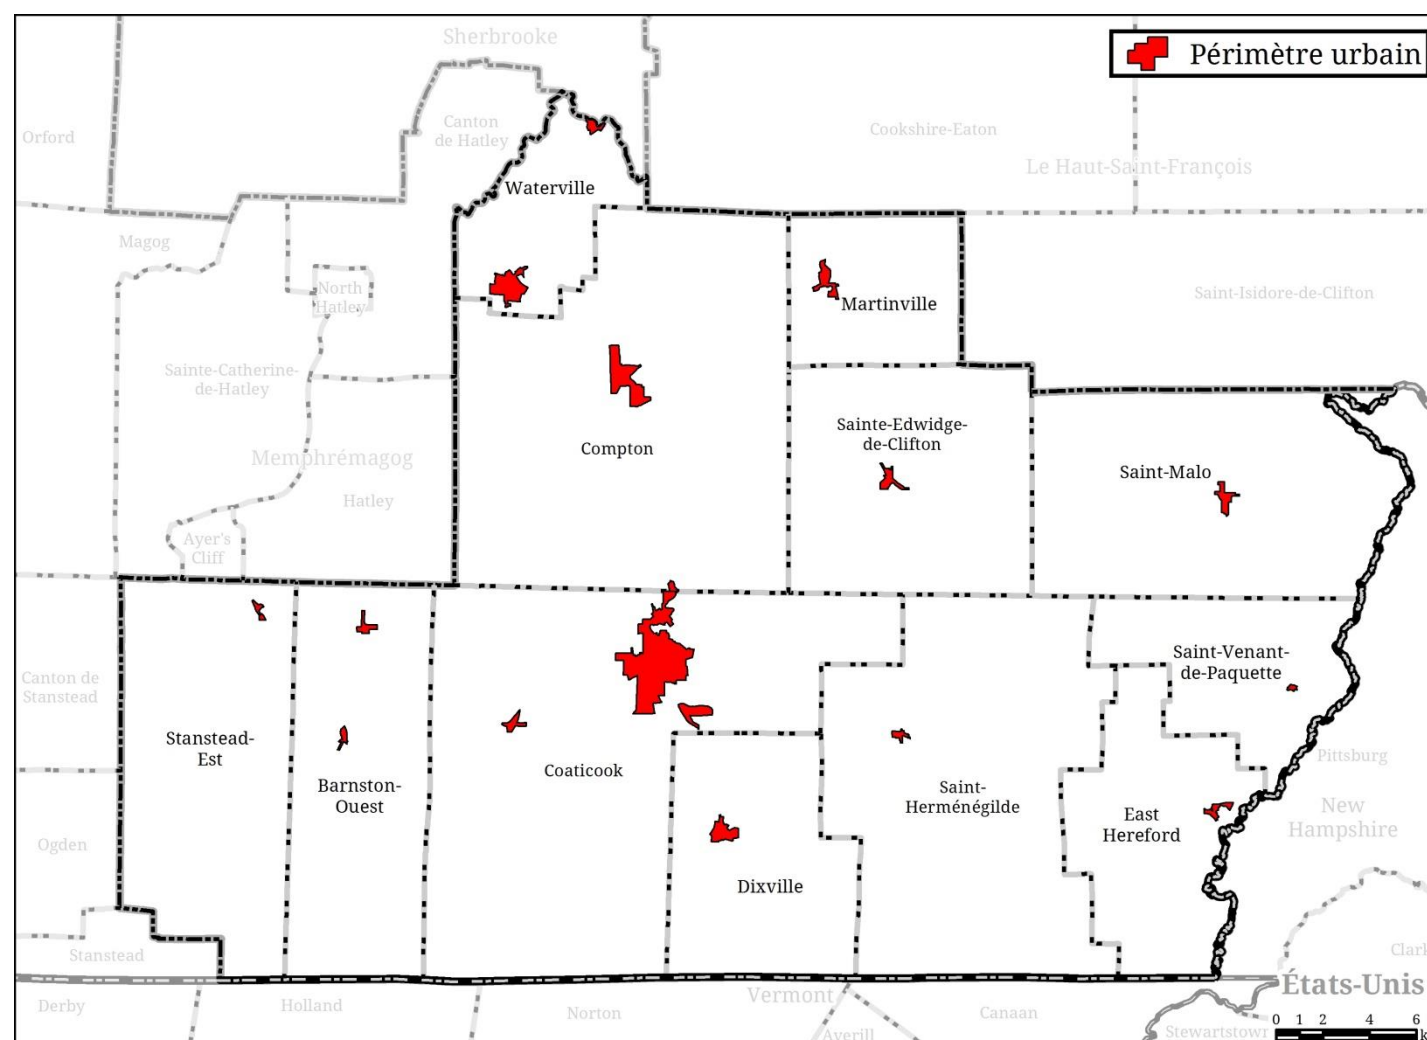 Sherbrooke
Périmètre urbain
Orford
Canton
de Hatley
Cookshire-Eaton
Le Haut-Saint-François
Waterville
Magog
North
Hatley
Martinville
Saint-Isidore-de-Clifton
Sainte-Catherine-
de-Hatley
Sainte-Edwidge-
de-Clifton
Compton
Memphrémagog
Saint-Malo
Hatley
Ayer's
Cliff
Canton de
Stanstead
Saint-Venant-
de-Paquette
Stanstead-
Est
Pittsburg
Coaticook
Barnston-
Ouest
Saint-
Herménégilde
New
Hampshire
East
Hereford
Ogden
Dixville
Stanstead
Clark
États-Unis
Vermont
Derby
Holland
Norton
Canaan
Averill
Stewartstown
0 1 2 4 6
k